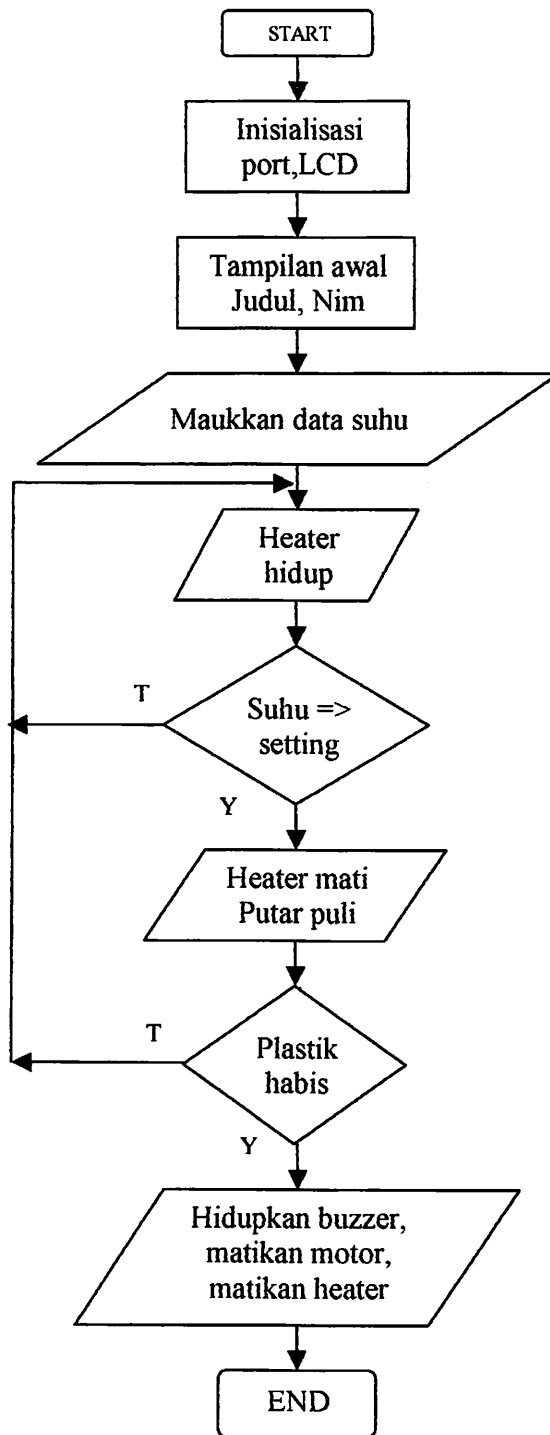 START
Inisialisasi
port,LCD
Tampilan awal
Judul, Nim
Maukkan data suhu
Heater
hidup
T
Suhu =>
setting
Y
Heater mati
Putar puli
T
Plastik
habis
Y
Hidupkan buzzer,
matikan motor,
matikan heater
END